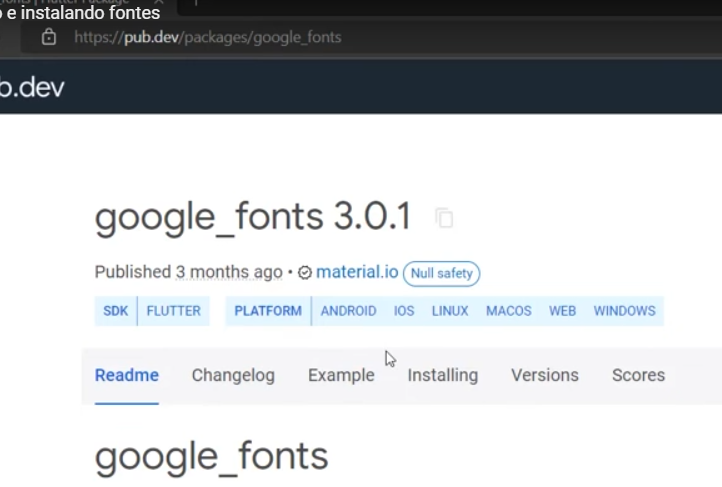 e instalando fontes
https://pub.dev/packages/google_fonts
b.dev
google_fonts 3.0.1
Published 3 months ago • material.io Null safety
SDK FLUTTER PLATFORM ANDROID IOS LINUX MACOS WEB WINDOWS
Readme Changelog Example Installing Versions Scores
google_fonts